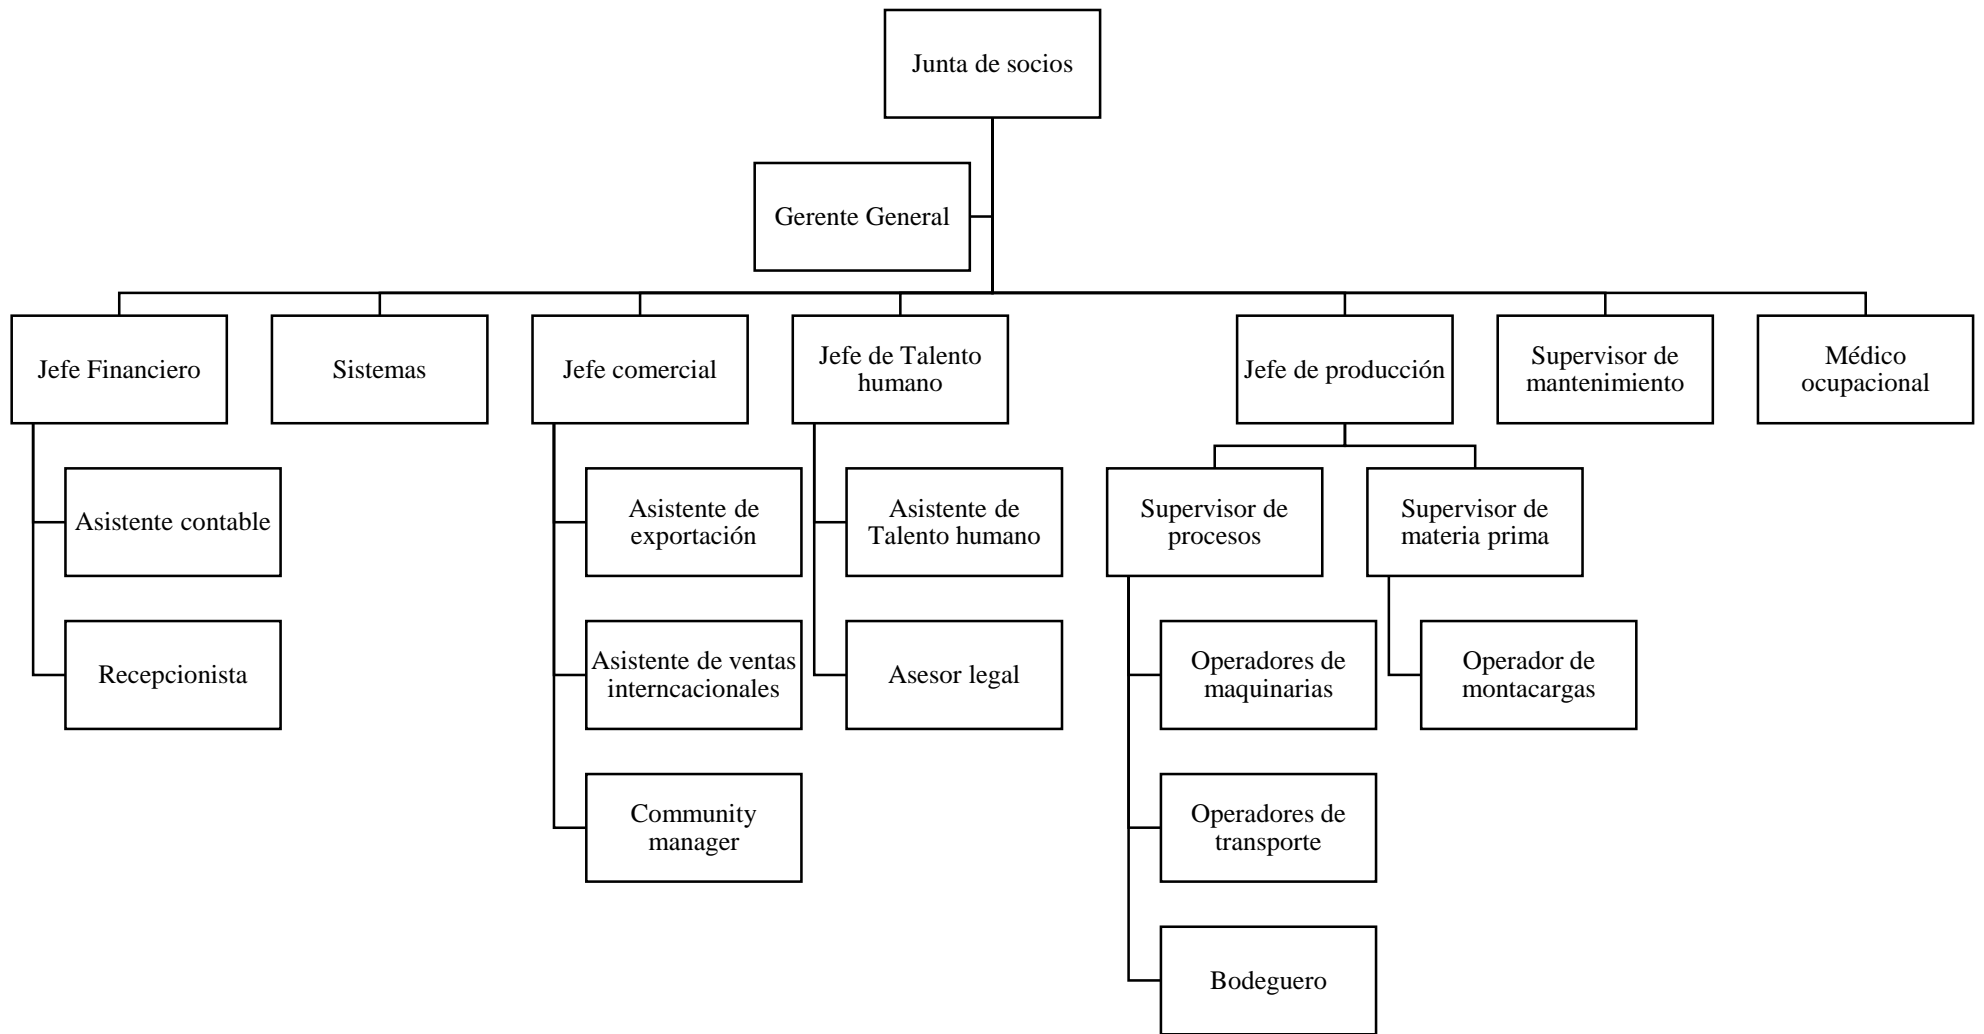 Junta de socios
Gerente General
Jefe Financiero
Sistemas
Jefe comercial
Jefe de Talento
humano
Jefe de producción
Supervisor de
mantenimiento
Médico
ocupacional
Asistente contable
Asistente de
exportación
Asistente de
Talento humano
Supervisor de
procesos
Supervisor de
materia prima
Recepcionista
Asistente de ventas
interncacionales
Asesor legal
Operadores de
maquinarias
Operador de
montacargas
Community
manager
Operadores de
transporte
Bodeguero